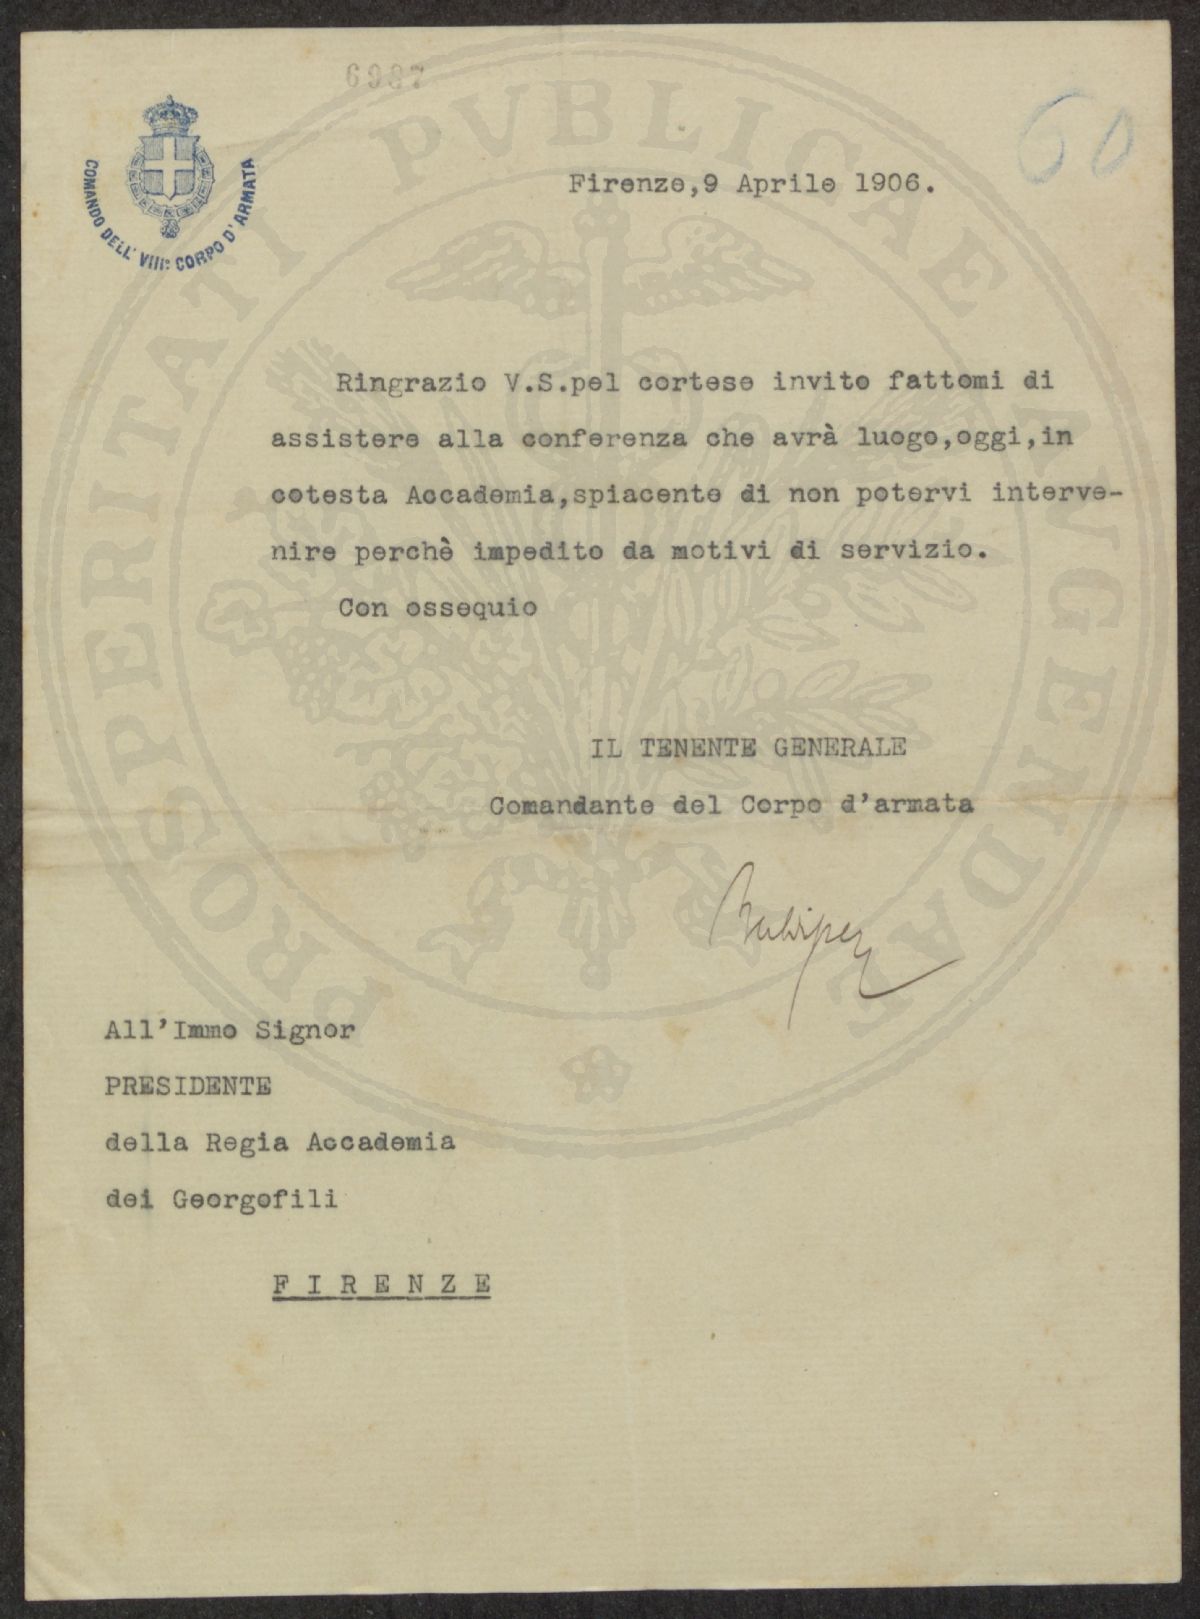 6987
60
COMANDO DELL' VIII° CORPO D'ARMATA
PROSPERITATI PVBLICAE AVGENDAE
Firenze,9 Aprile 1906.
Ringrazio V.S.pel cortese invito fattomi di
assistere alla conferenza che avrà luogo,oggi,in
cotesta Accademia,spiacente di non potervi interve-
nire perchè impedito da motivi di servizio.
Con ossequio
IL TENENTE GENERALE
Comandante del Corpo d'armata
All'Immo Signor
PRESIDENTE
della Regia Accademia
dei Georgofili
FIRENZE